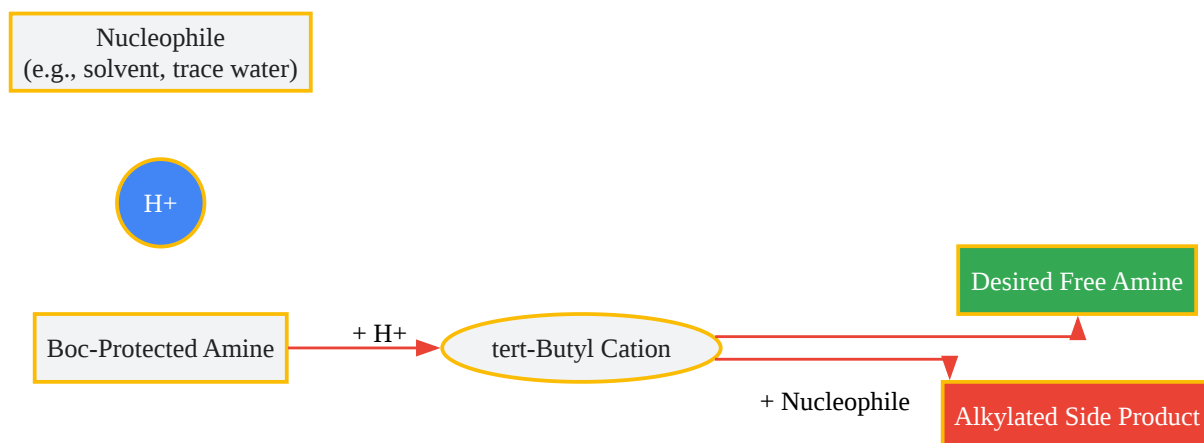 Nucleophile
(e.g., solvent, trace water)
H+
Boc-Protected Amine
+ H+
tert-Butyl Cation
Desired Free Amine
+ Nucleophile
Alkylated Side Product